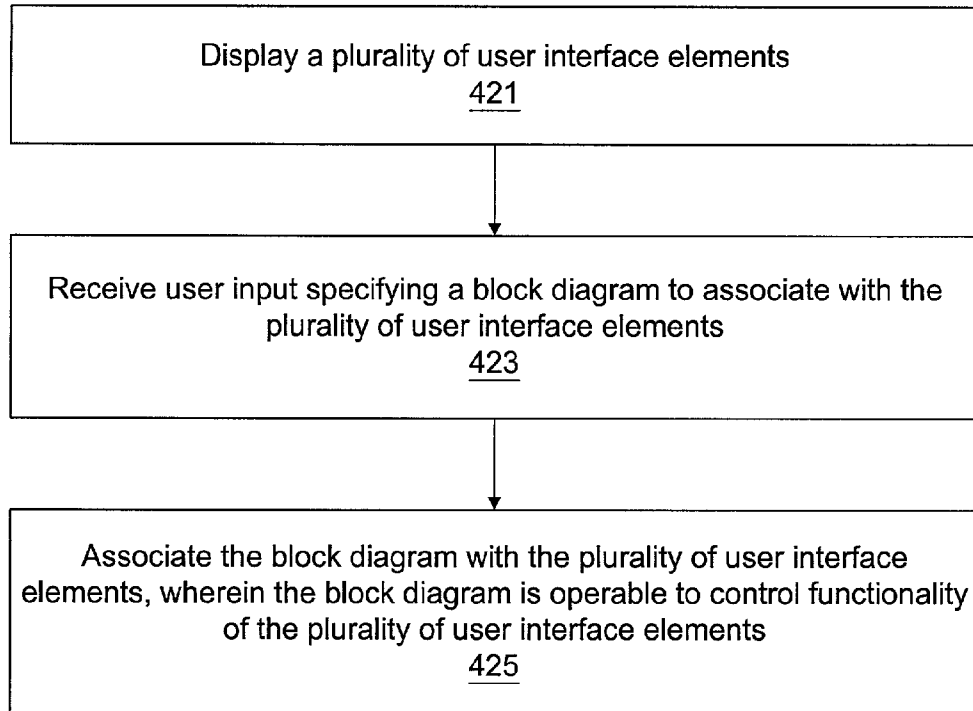 Display a plurality of user interface elements
421
Receive user input specifying a block diagram to associate with the
plurality of user interface elements
423
Associate the block diagram with the plurality of user interface
elements, wherein the block diagram is operable to control functionality
of the plurality of user interface elements
425